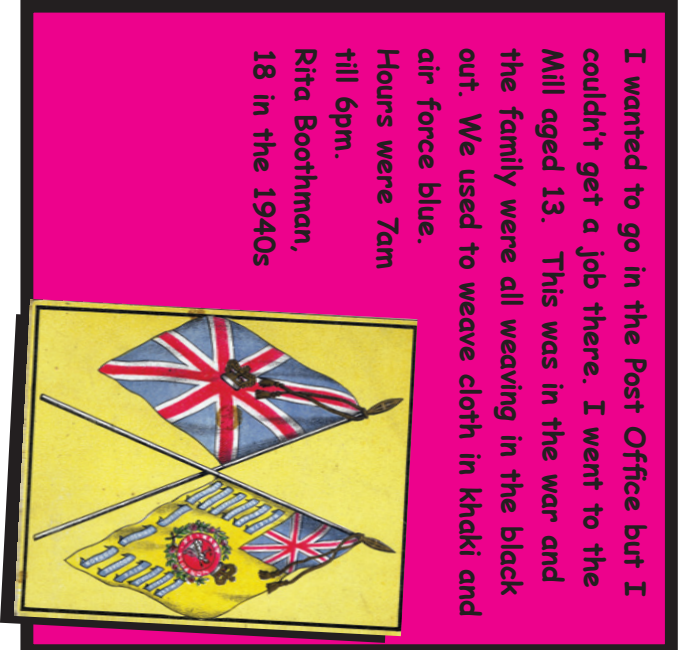 I wanted to go in the Post Office but I
couldn't get a job there. I went to the
Mill aged 13. This was in the war and
the family were all weaving in the black
out. We used to weave cloth in khaki and
air force blue.
Hours were 7am
till 6pm.
Rita Boothman,
18 in the 1940s